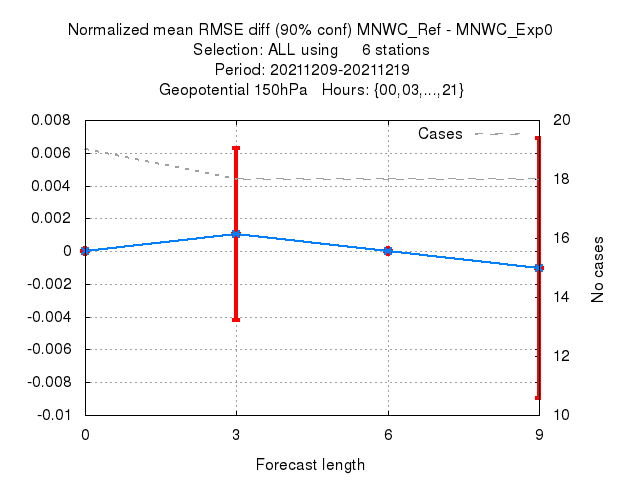 Normalized mean RMSE diff (90% conf) MNWC_Ref - MNWC_Exp0
Selection: ALL using 6 stations
Period: 20211209-20211219
Geopotential 150hPa Hours: {00,03,...,21}
Cases
0.008
0.006
0.004
0.002
0
-0.002
-0.004
-0.006
-0.008
-0.01
20
18
16
14
12
10
No cases
0 3 6 9
Forecast length